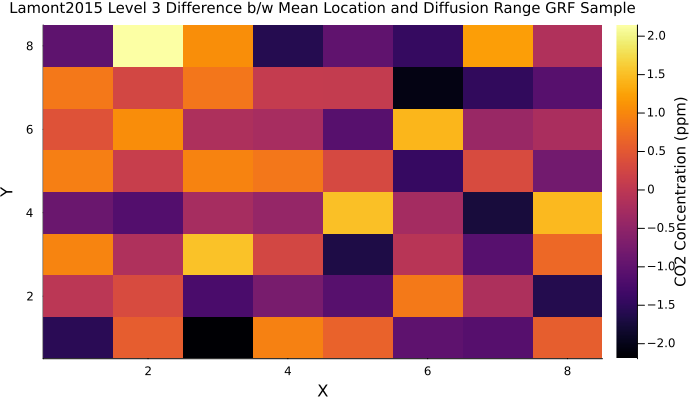 Lamont2015 Level 3 Difference b/w Mean Location and Diffusion Range GRF Sample
8
6
4
2
Y
2 4 6 8
X
2.0
1.5
1.0
0.5
0
−0.5
−1.0
−1.5
−2.0
CO2 Concentration (ppm)